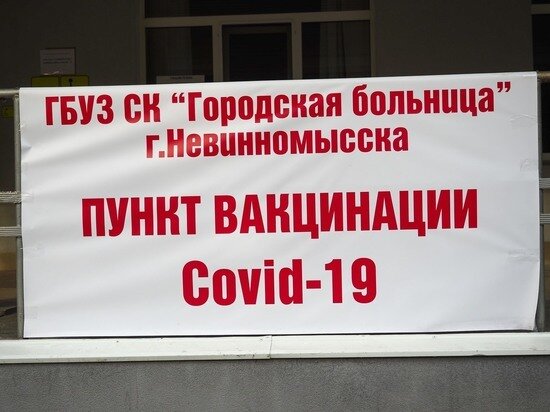 ГБУЗ СК “Городская больница”
г.Невинномысска
ПУНКТ ВАКЦИНАЦИИ
Covid-19